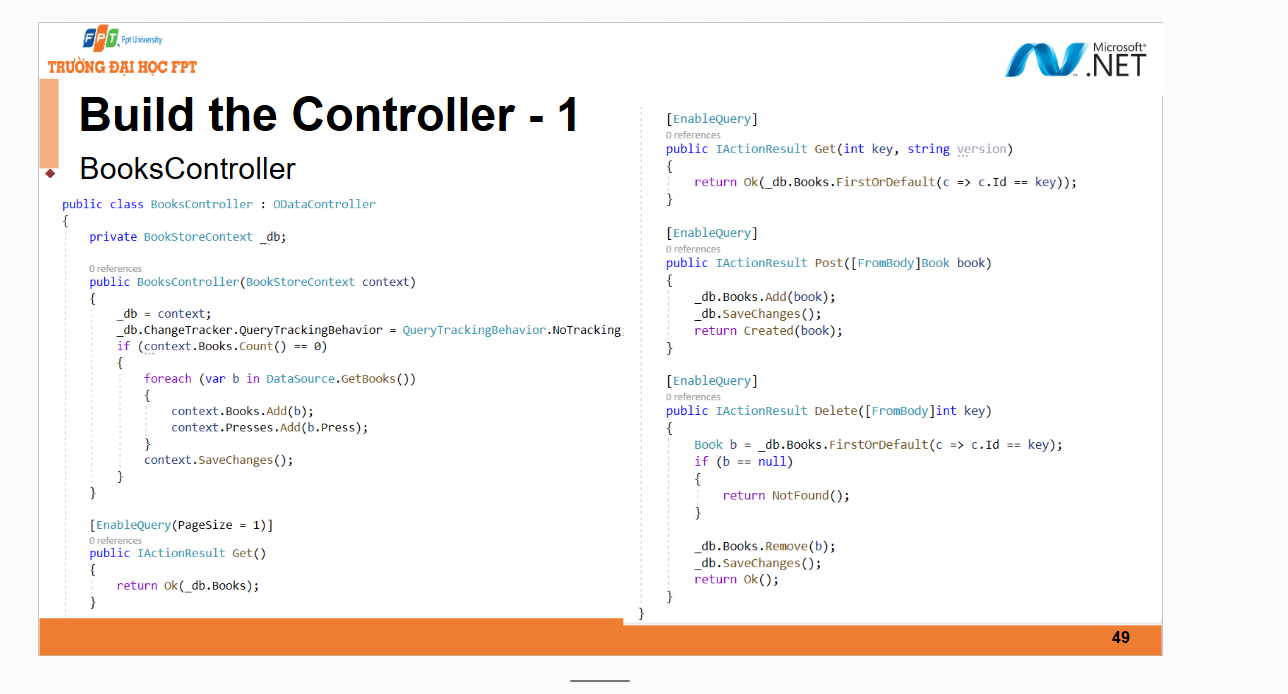 FPT Fpt University
TRƯỜNG ĐẠI HỌC FPT
Microsoft®
.NET
Build the Controller - 1
BooksController
public class BooksController : ODataController
{
private BookStoreContext _db;
0 references
public BooksController(BookStoreContext context)
{
_db = context;
_db.ChangeTracker.QueryTrackingBehavior = QueryTrackingBehavior.NoTracking;
if (context.Books.Count() == 0)
{
foreach (var b in DataSource.GetBooks())
{
context.Books.Add(b);
context.Presses.Add(b.Press);
}
context.SaveChanges();
}
}
[EnableQuery(PageSize = 1)]
0 references
public IActionResult Get()
{
return Ok(_db.Books);
}
[EnableQuery]
0 references
public IActionResult Get(int key, string version)
{
return Ok(_db.Books.FirstOrDefault(c => c.Id == key));
}
[EnableQuery]
0 references
public IActionResult Post([FromBody]Book book)
{
_db.Books.Add(book);
_db.SaveChanges();
return Created(book);
}
[EnableQuery]
0 references
public IActionResult Delete([FromBody]int key)
{
Book b = _db.Books.FirstOrDefault(c => c.Id == key);
if (b == null)
{
return NotFound();
}
_db.Books.Remove(b);
_db.SaveChanges();
return Ok();
}
}
49